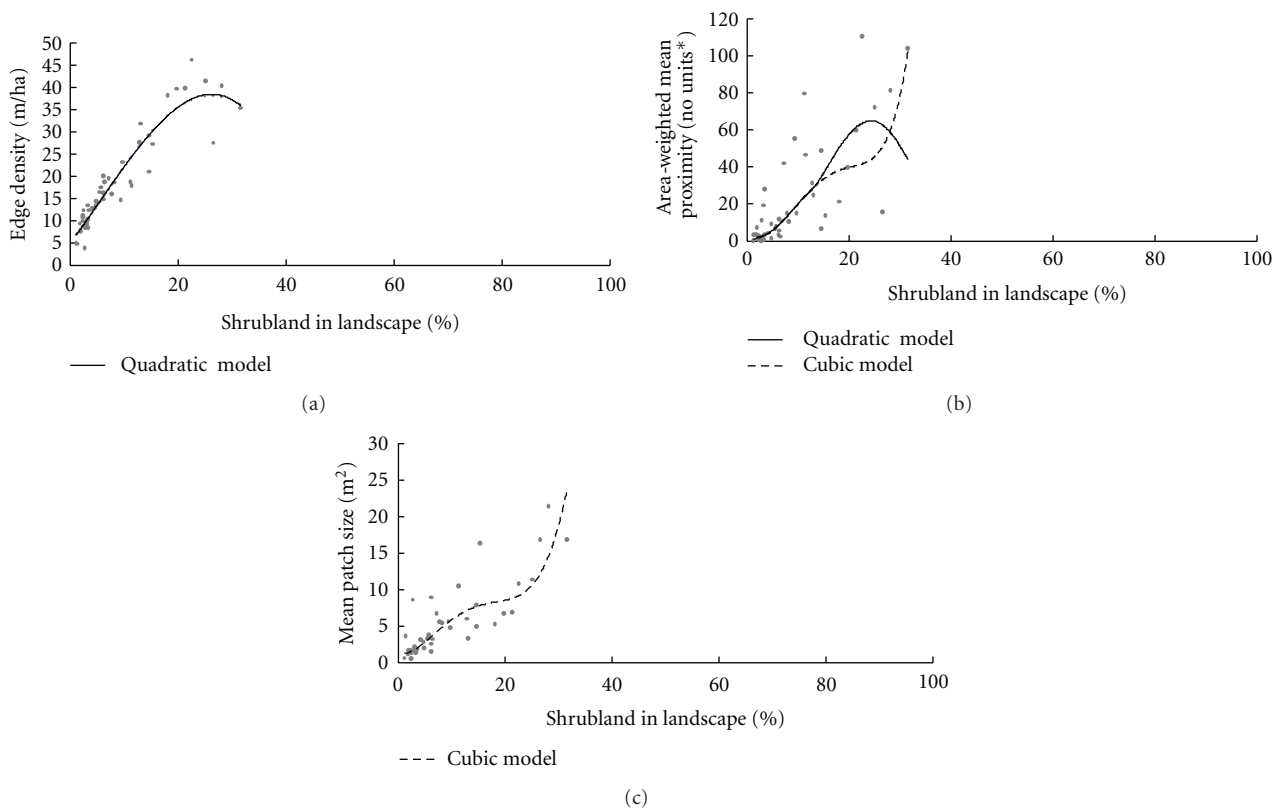 50
45
40
35
30
25
20
15
10
5
0
Edge density (m/ha)
0 20 40 60 80 100
Shrubland in landscape (%)
Quadratic model
(a)
120
100
80
60
40
20
0
Area-weighted mean
proximity (no units*)
0 20 40 60 80 100
Shrubland in landscape (%)
Quadratic model
Cubic model
(b)
30
25
20
15
10
5
0
Mean patch size (m²)
0 20 40 60 80 100
Shrubland in landscape (%)
Cubic model
(c)